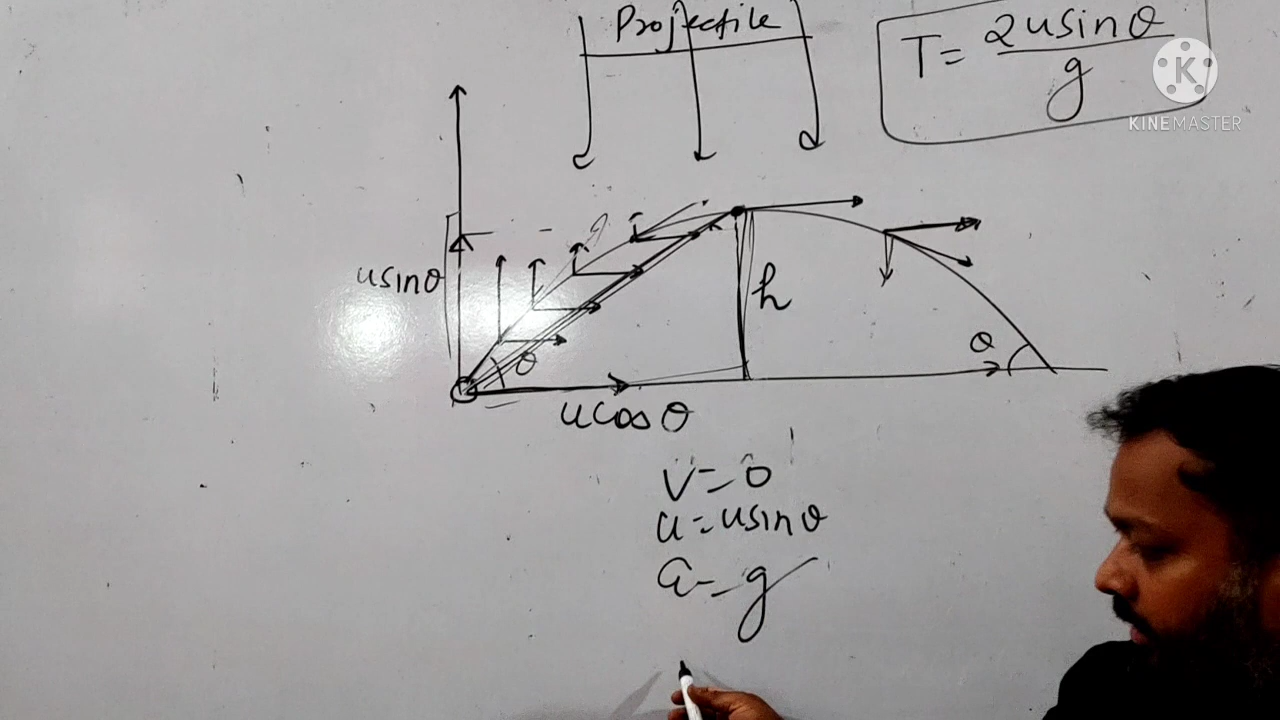 Projectile
T = 2usinθ / g
K
KINEMASTER
usinθ
h
θ
θ
ucosθ
v=0
u=usinθ
a=g